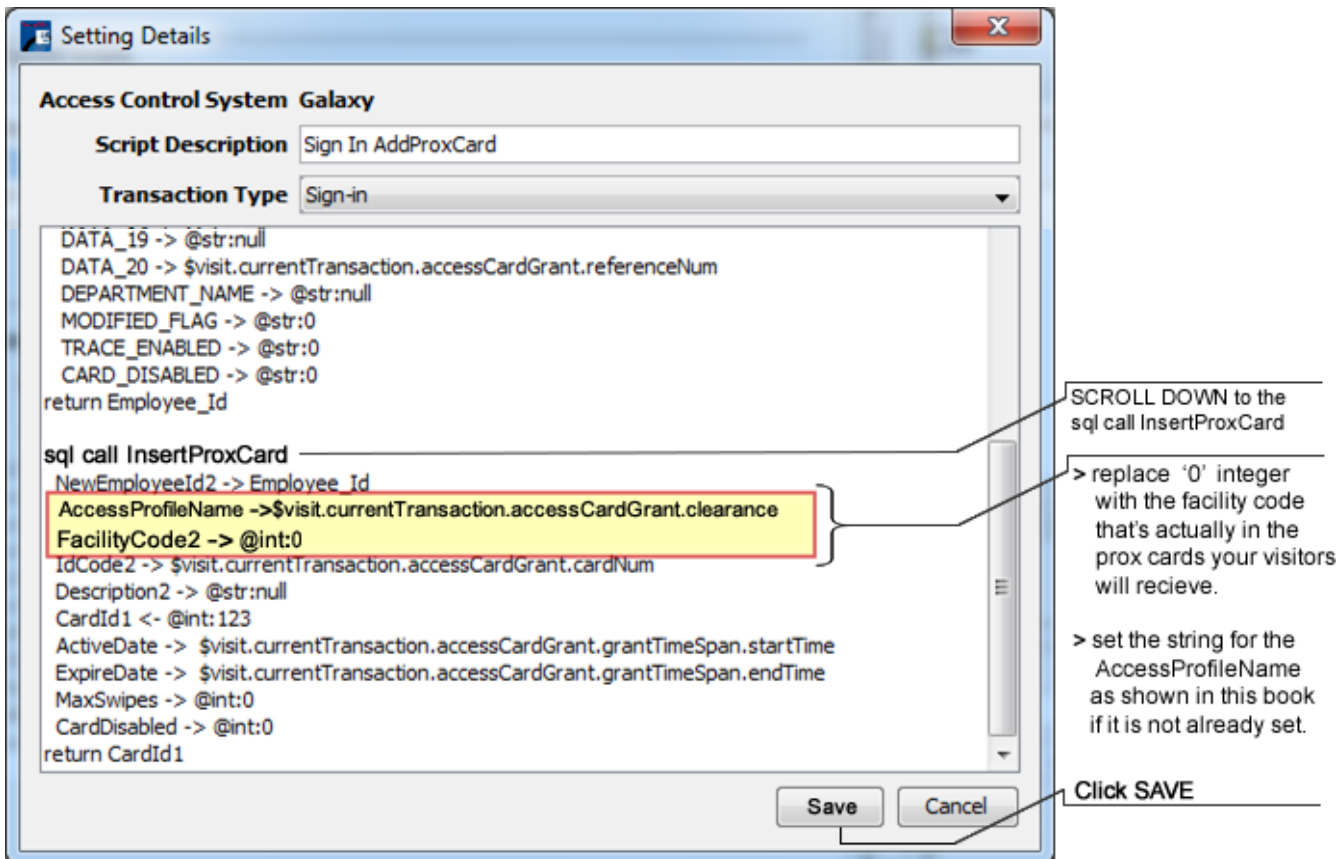 Setting Details
Access Control System Galaxy
Script Description Sign In AddProxCard
Transaction Type Sign-in
DATA_19 -> @str:null
DATA_20 -> $visit.currentTransaction.accessCardGrant.referenceNum
DEPARTMENT_NAME -> @str:null
MODIFIED_FLAG -> @str:0
TRACE_ENABLED -> @str:0
CARD_DISABLED -> @str:0
return Employee_Id
sql call InsertProxCard
NewEmployeeId2 -> Employee_Id
AccessProfileName ->$visit.currentTransaction.accessCardGrant.clearance
FacilityCode2 -> @int:0
IdCode2 -> $visit.currentTransaction.accessCardGrant.cardNum
Description2 -> @str:null
CardId1 <- @int:123
ActiveDate -> $visit.currentTransaction.accessCardGrant.grantTimeSpan.startTime
ExpireDate -> $visit.currentTransaction.accessCardGrant.grantTimeSpan.endTime
MaxSwipes -> @int:0
CardDisabled -> @int:0
return CardId1
Save Cancel
SCROLL DOWN to the
sql call InsertProxCard
> replace '0' integer
with the facility code
that's actually in the
prox cards your visitors
will recieve.
> set the string for the
AccessProfileName
as shown in this book
if it is not already set.
Click SAVE